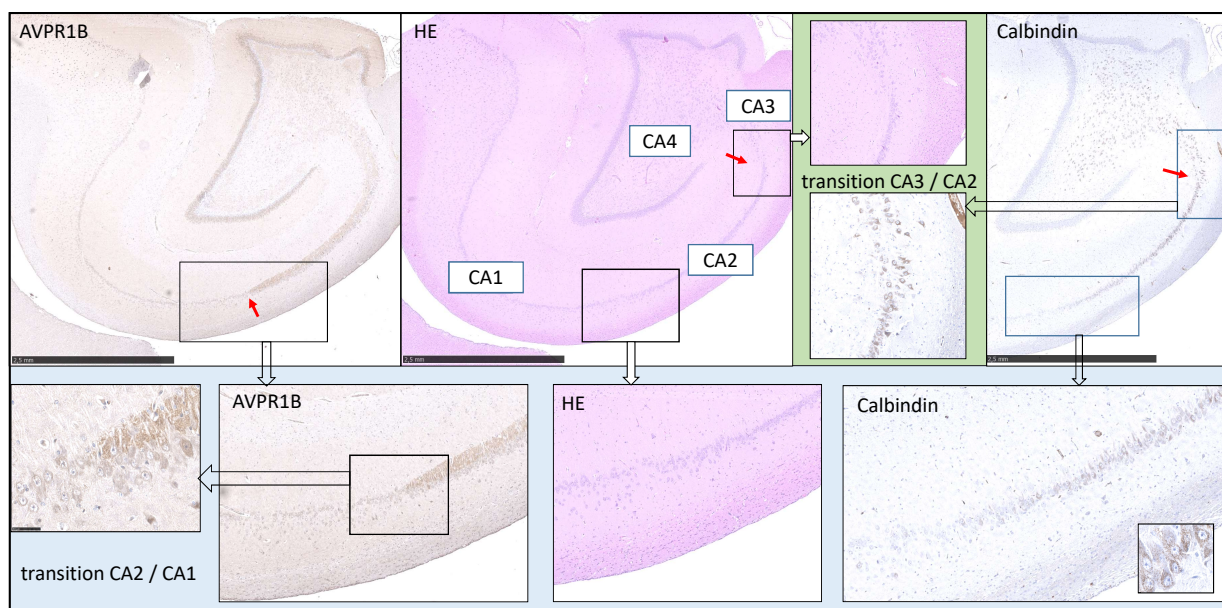 AVPR1B
HE
Calbindin
CA3
CA4
transition CA3 / CA2
CA2
CA1
2,5 mm
2,5 mm
2,5 mm
AVPR1B
HE
Calbindin
transition CA2 / CA1